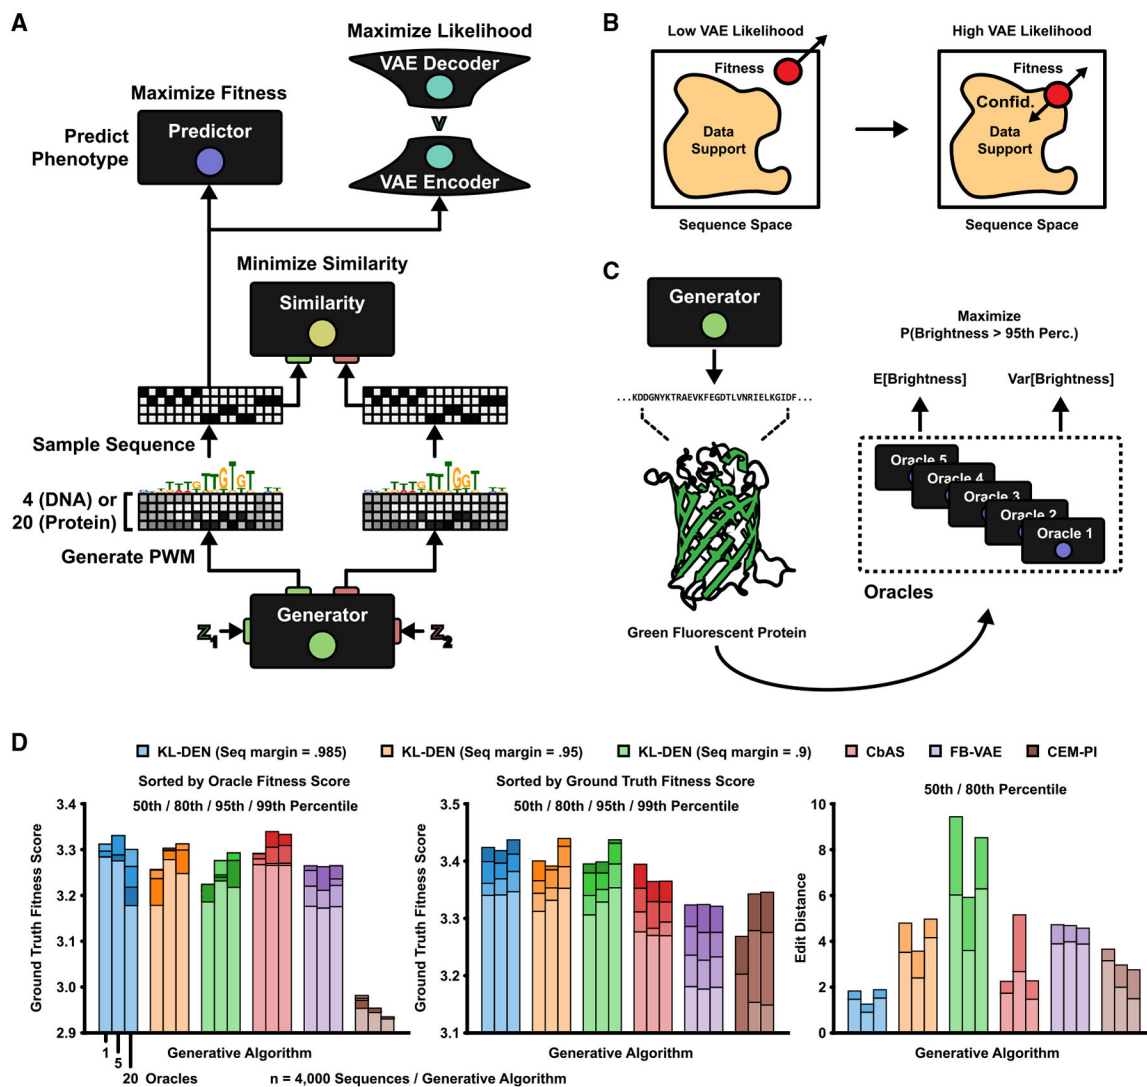 A
Maximize Likelihood
VAE Decoder
v
VAE Encoder
Maximize Fitness
Predict
Phenotype
Predictor
Minimize Similarity
Similarity
Sample Sequence
4 (DNA) or
20 (Protein)
Generate PWM
Generator
z1
z2
B
Low VAE Likelihood
Fitness
Data
Support
Sequence Space
High VAE Likelihood
Fitness
Confid.
Data
Support
Sequence Space
C
Generator
...KDDGNYKTRAEVKFEGDTLVNRIELKGIDF...
Green Fluorescent Protein
Maximize
P(Brightness > 95th Perc.)
E[Brightness]
Var[Brightness]
Oracle 5
Oracle 4
Oracle 3
Oracle 2
Oracle 1
Oracles
D
KL-DEN (Seq margin = .985)
KL-DEN (Seq margin = .95)
KL-DEN (Seq margin = .9)
CbAS
FB-VAE
CEM-PI
Sorted by Oracle Fitness Score
50th / 80th / 95th / 99th Percentile
Ground Truth Fitness Score
3.4
3.3
3.2
3.1
3.0
2.9
Generative Algorithm
1
5
20 Oracles
n = 4,000 Sequences / Generative Algorithm
Sorted by Ground Truth Fitness Score
50th / 80th / 95th / 99th Percentile
Ground Truth Fitness Score
3.5
3.4
3.3
3.2
3.1
Generative Algorithm
50th / 80th Percentile
Edit Distance
10
8
6
4
2
0
Generative Algorithm